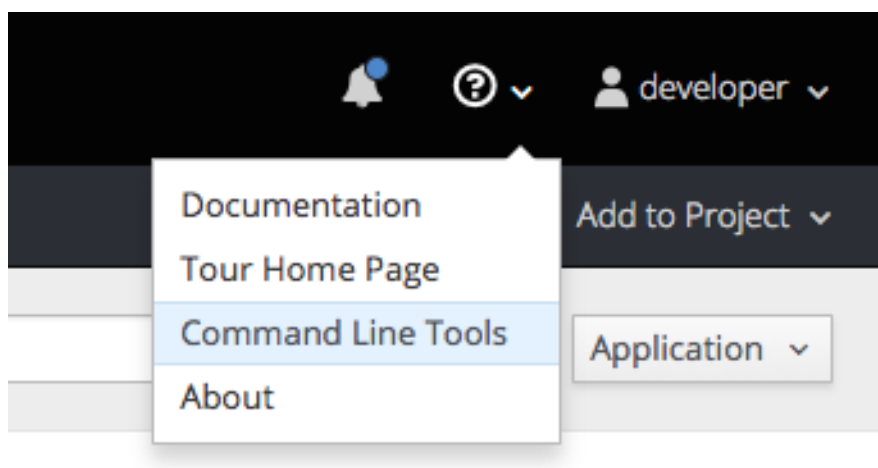 developer
Documentation
Add to Project
Tour Home Page
Command Line Tools
Application
About